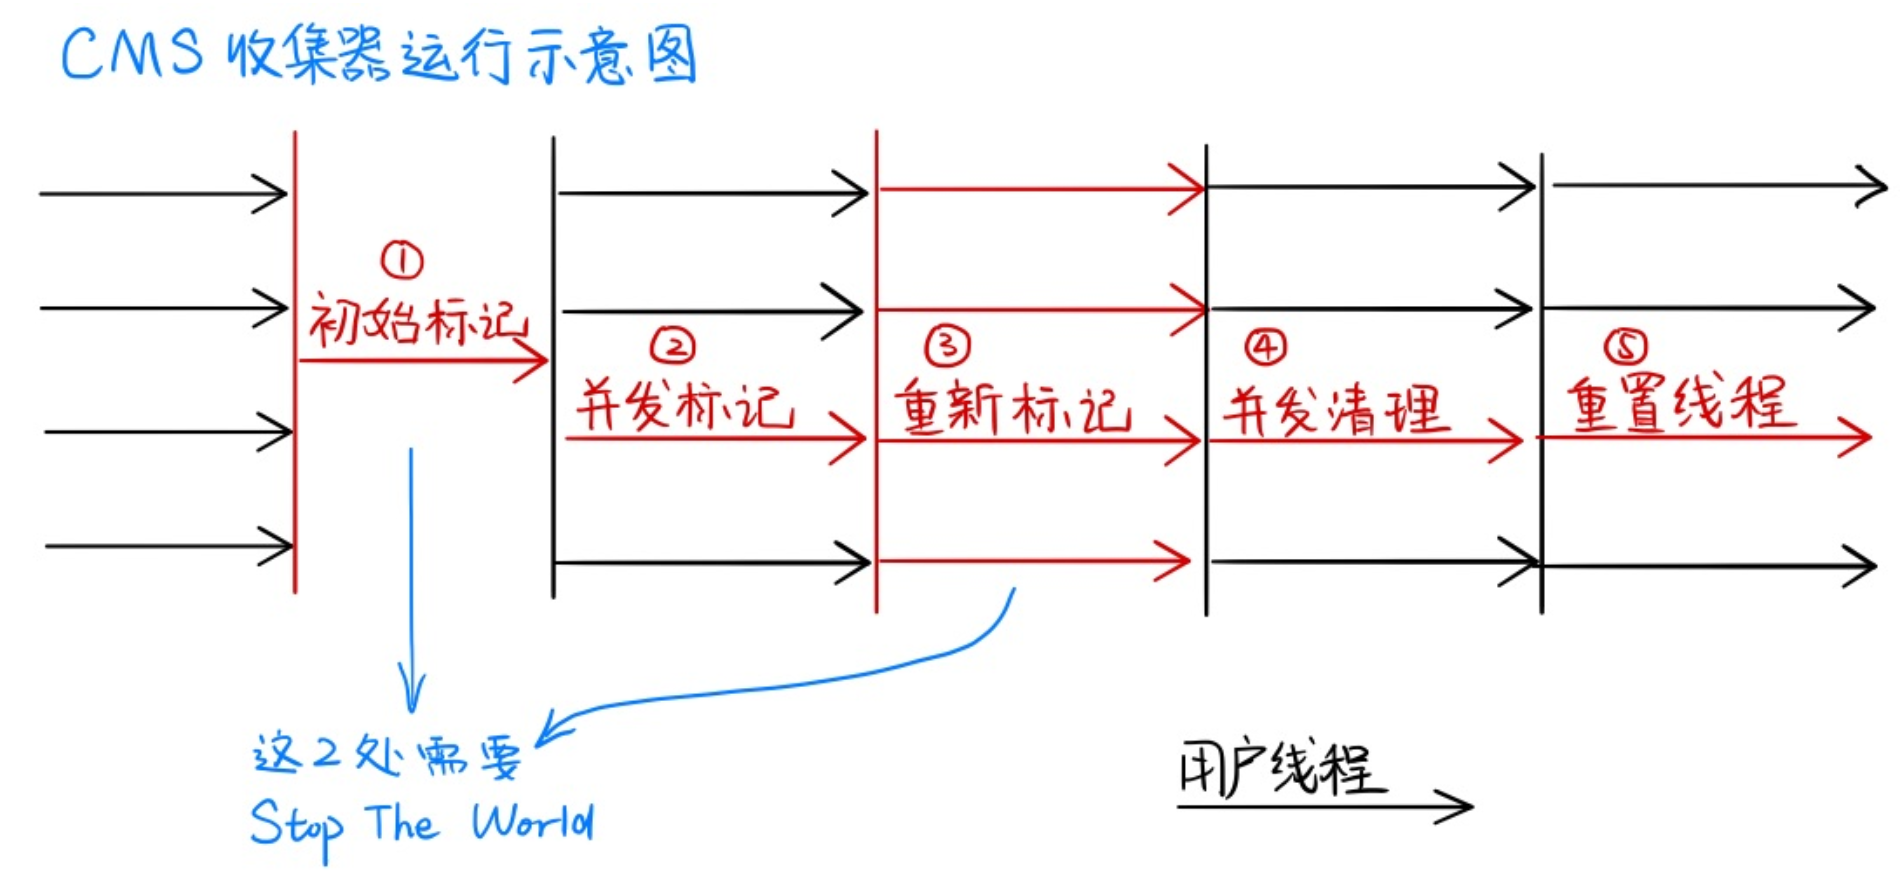 CMS 收集器运行示意图
①
初始标记
②
并发标记
③
重新标记
④
并发清理
⑤
重置线程
这2处需要
Stop The World
用户线程